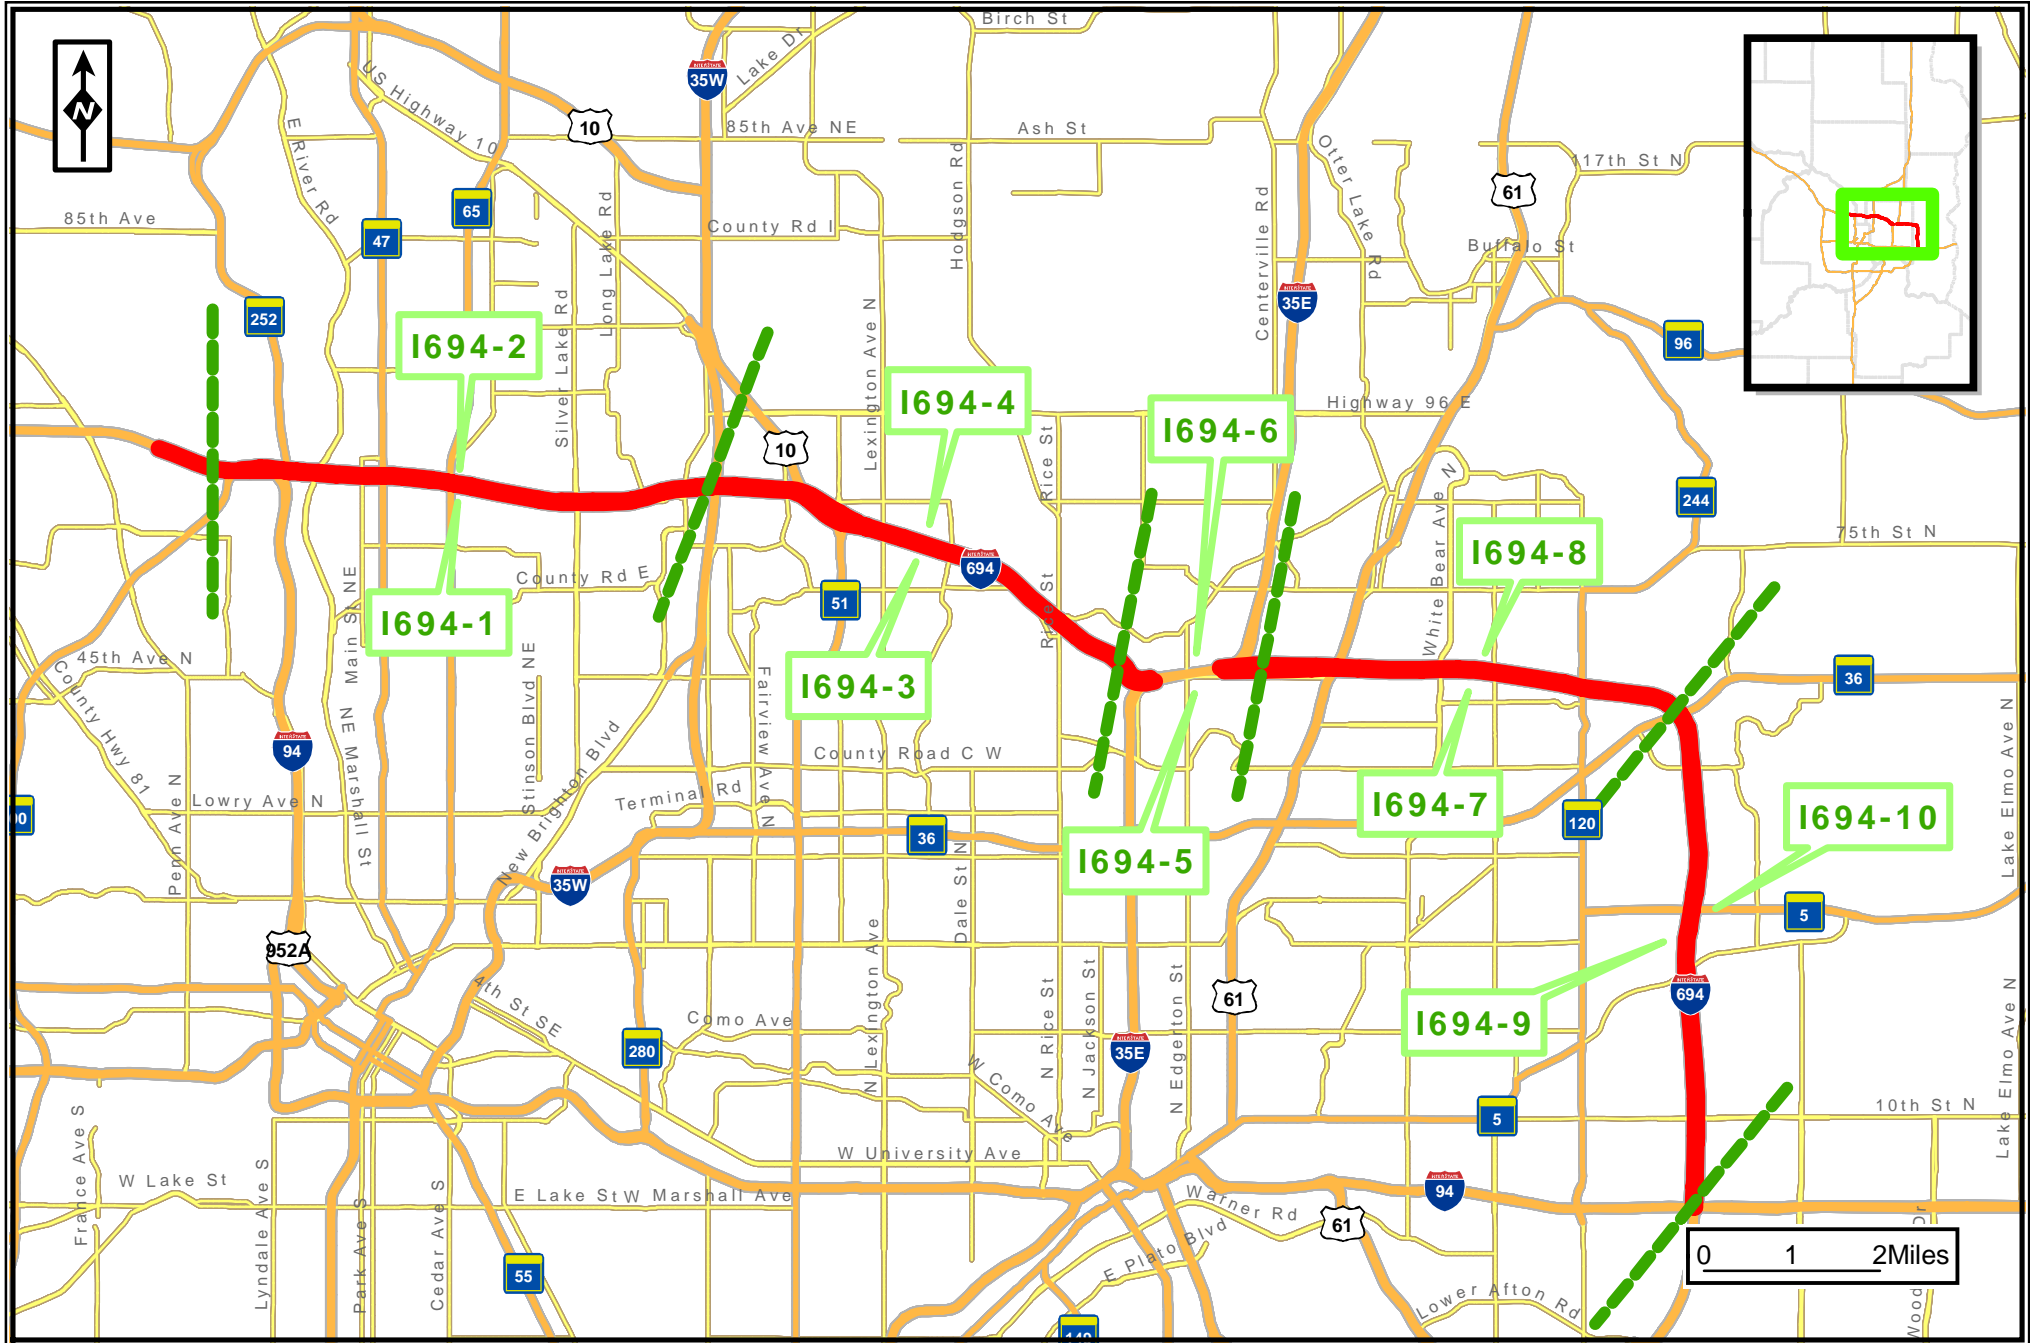 Birch St
Lake Dr
INTERSTATE
35W
US Highway 10
10
85th Ave NE
Ash St
N
E River Rd
Otter Lake Rd
117th St N
61
65
85th Ave
47
County Rd I
Long Lake Rd
Hodgson Rd
Centerville Rd
Buffalo St
252
INTERSTATE
35E
I694-2
Silver Lake Rd
Lexington Ave N
96
I694-4
Highway 96 E
I694-6
10
Rice St
White Bear Ave N
244
75th St N
I694-8
County Rd E
INTERSTATE
694
51
Main St NE
I694-1
Rice St
45th Ave N
I694-3
36
County Hwy 81
NE Marshall St
Stinson Blvd NE
Fairview Ave N
Lake Elmo Ave N
INTERSTATE
94
County Road C W
New Brighton Blvd
Terminal Rd
Lowry Ave N
Penn Ave N
I694-7
120
I694-10
36
I694-5
INTERSTATE
35W
Dale St N
5
952A
N Lexington Ave
4th St SE
Como Ave
280
N Rice St
N Jackson St
N Edgerton St
61
INTERSTATE
694
I694-9
Lake Elmo Ave N
INTERSTATE
35E
W Como Ave
5
10th St N
France Ave S
W University Ave
W Lake St
Lyndale Ave S
Park Ave S
Cedar Ave S
E Lake St
W Marshall Ave
Warner Rd
INTERSTATE
94
61
E Plato Blvd
55
Lower Afton Rd
149
0 1 2Miles